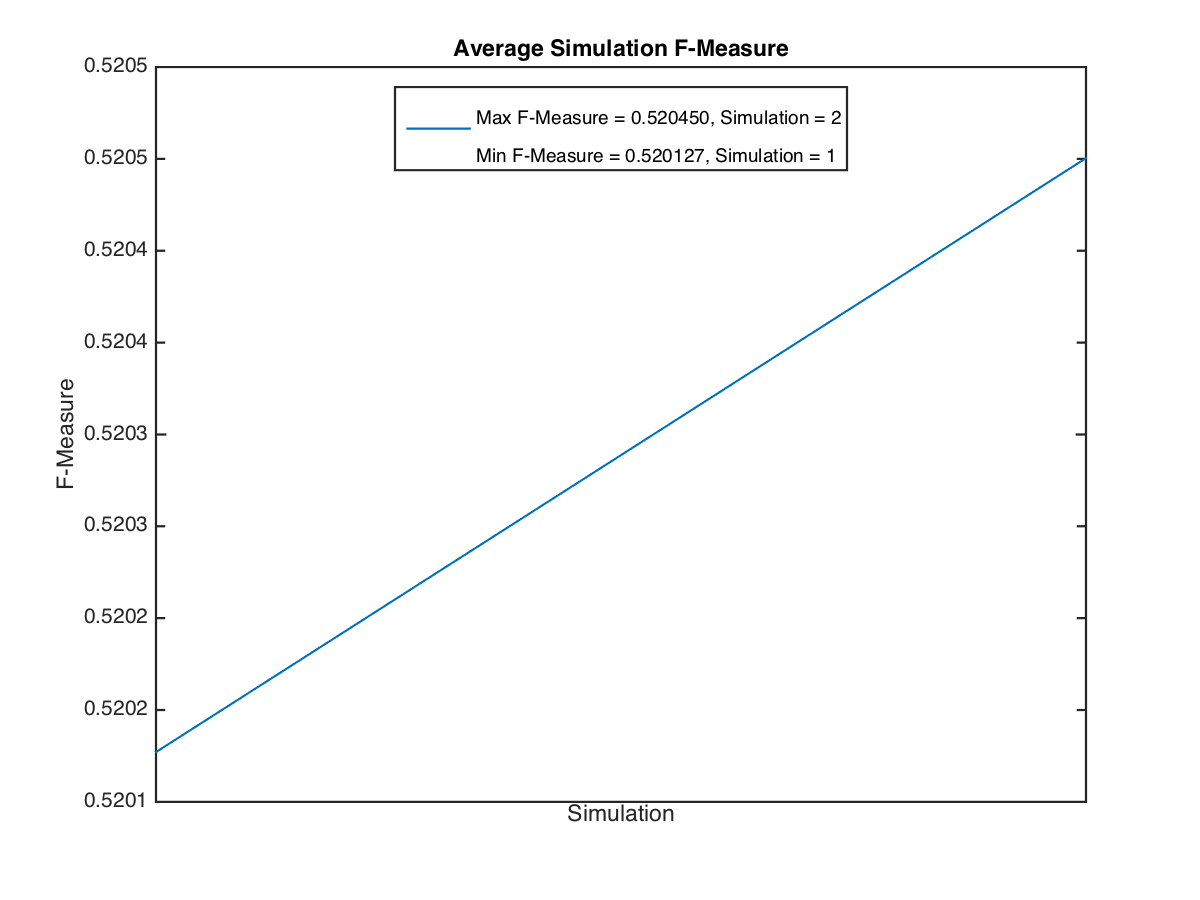 Average Simulation F-Measure
0.5205
Max F-Measure = 0.520450, Simulation = 2
Min F-Measure = 0.520127, Simulation = 1
0.5205
0.5204
0.5204
0.5203
0.5203
0.5202
0.5202
0.5201
F-Measure
Simulation